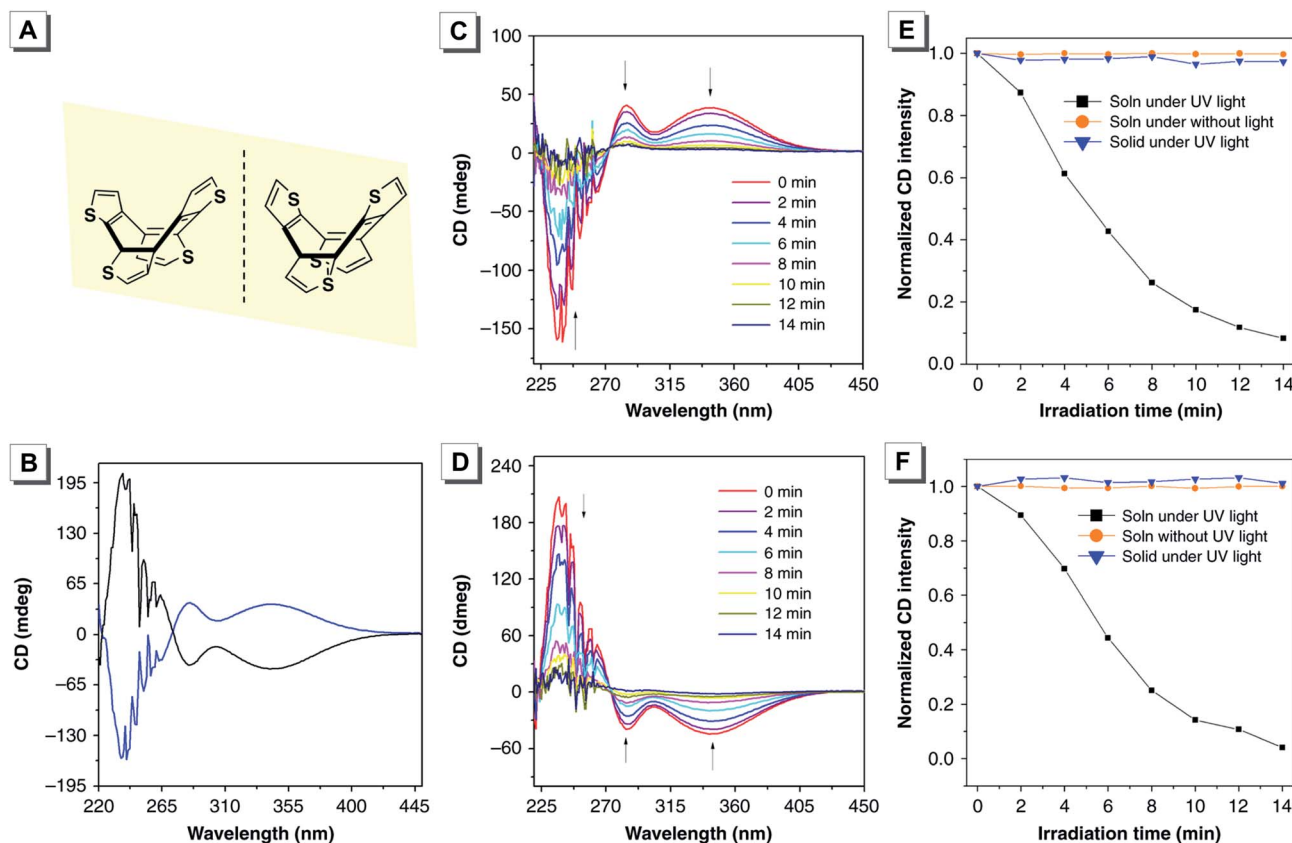 A
S
S
S
S
S
S
S
S
B
195
130
65
0
−65
−130
−195
CD (mdeg)
220
265
310
355
400
445
Wavelength (nm)
C
100
50
0
−50
−100
−150
CD (mdeg)
0 min
2 min
4 min
6 min
8 min
10 min
12 min
14 min
225
270
315
360
405
450
Wavelength (nm)
D
240
180
120
60
0
−60
CD (dmeg)
0 min
2 min
4 min
6 min
8 min
10 min
12 min
14 min
225
270
315
360
405
450
Wavelength (nm)
E
1.0
0.8
0.6
0.4
0.2
0.0
Normalized CD intensity
Soln under UV light
Soln under without light
Solid under UV light
0
2
4
6
8
10
12
14
Irradiation time (min)
F
1.0
0.8
0.6
0.4
0.2
0.0
Normalized CD intensity
Soln under UV light
Soln without UV light
Solid under UV light
0
2
4
6
8
10
12
14
Irradiation time (min)